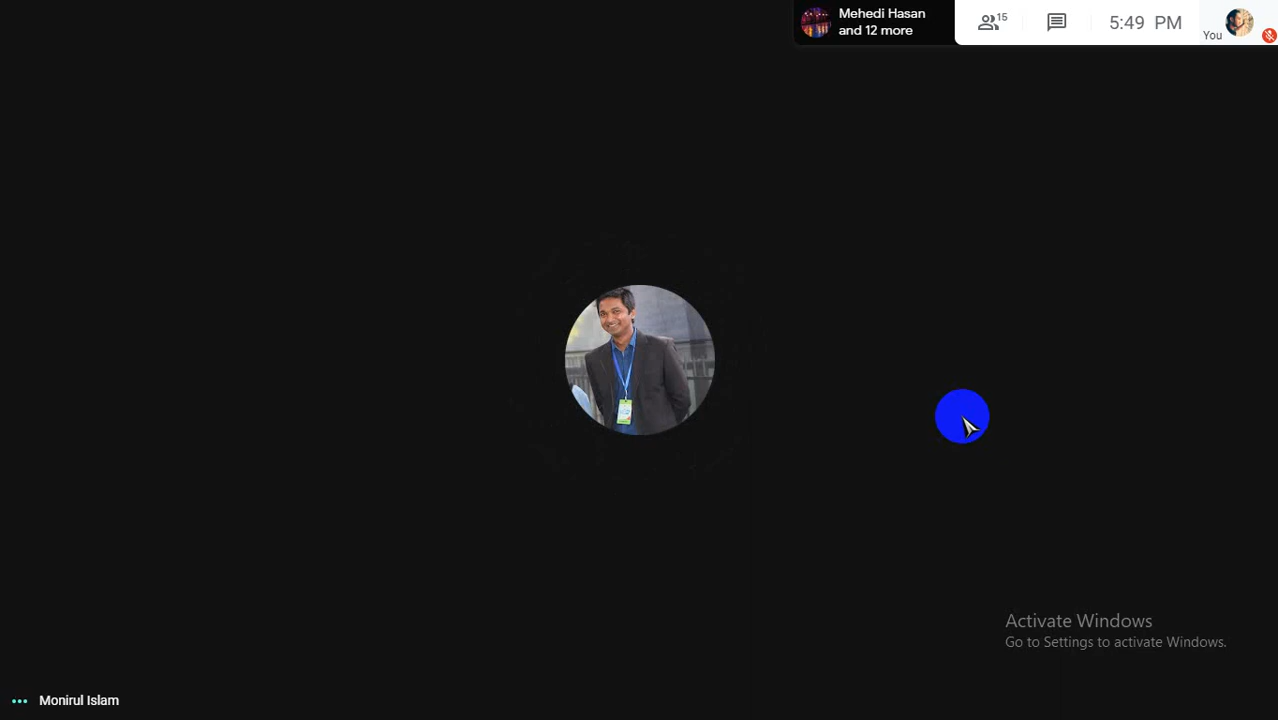 Mehedi Hasan
and 12 more
15
5:49 PM
You
Activate Windows
Go to Settings to activate Windows.
Monirul Islam